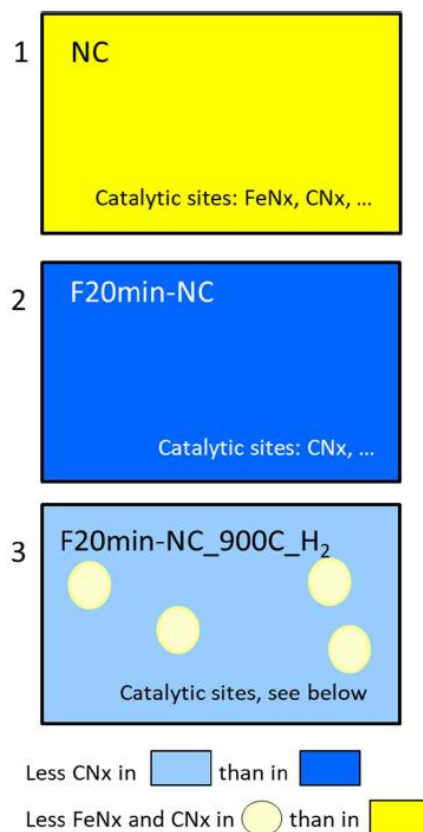 1
NC
Catalytic sites: FeNx, CNx, ...
2
F20min-NC
Catalytic sites: CNx, ...
3
F20min-NC_900C_H₂
Catalytic sites, see below
Less CNx in than in
Less FeNx and CNx in than in